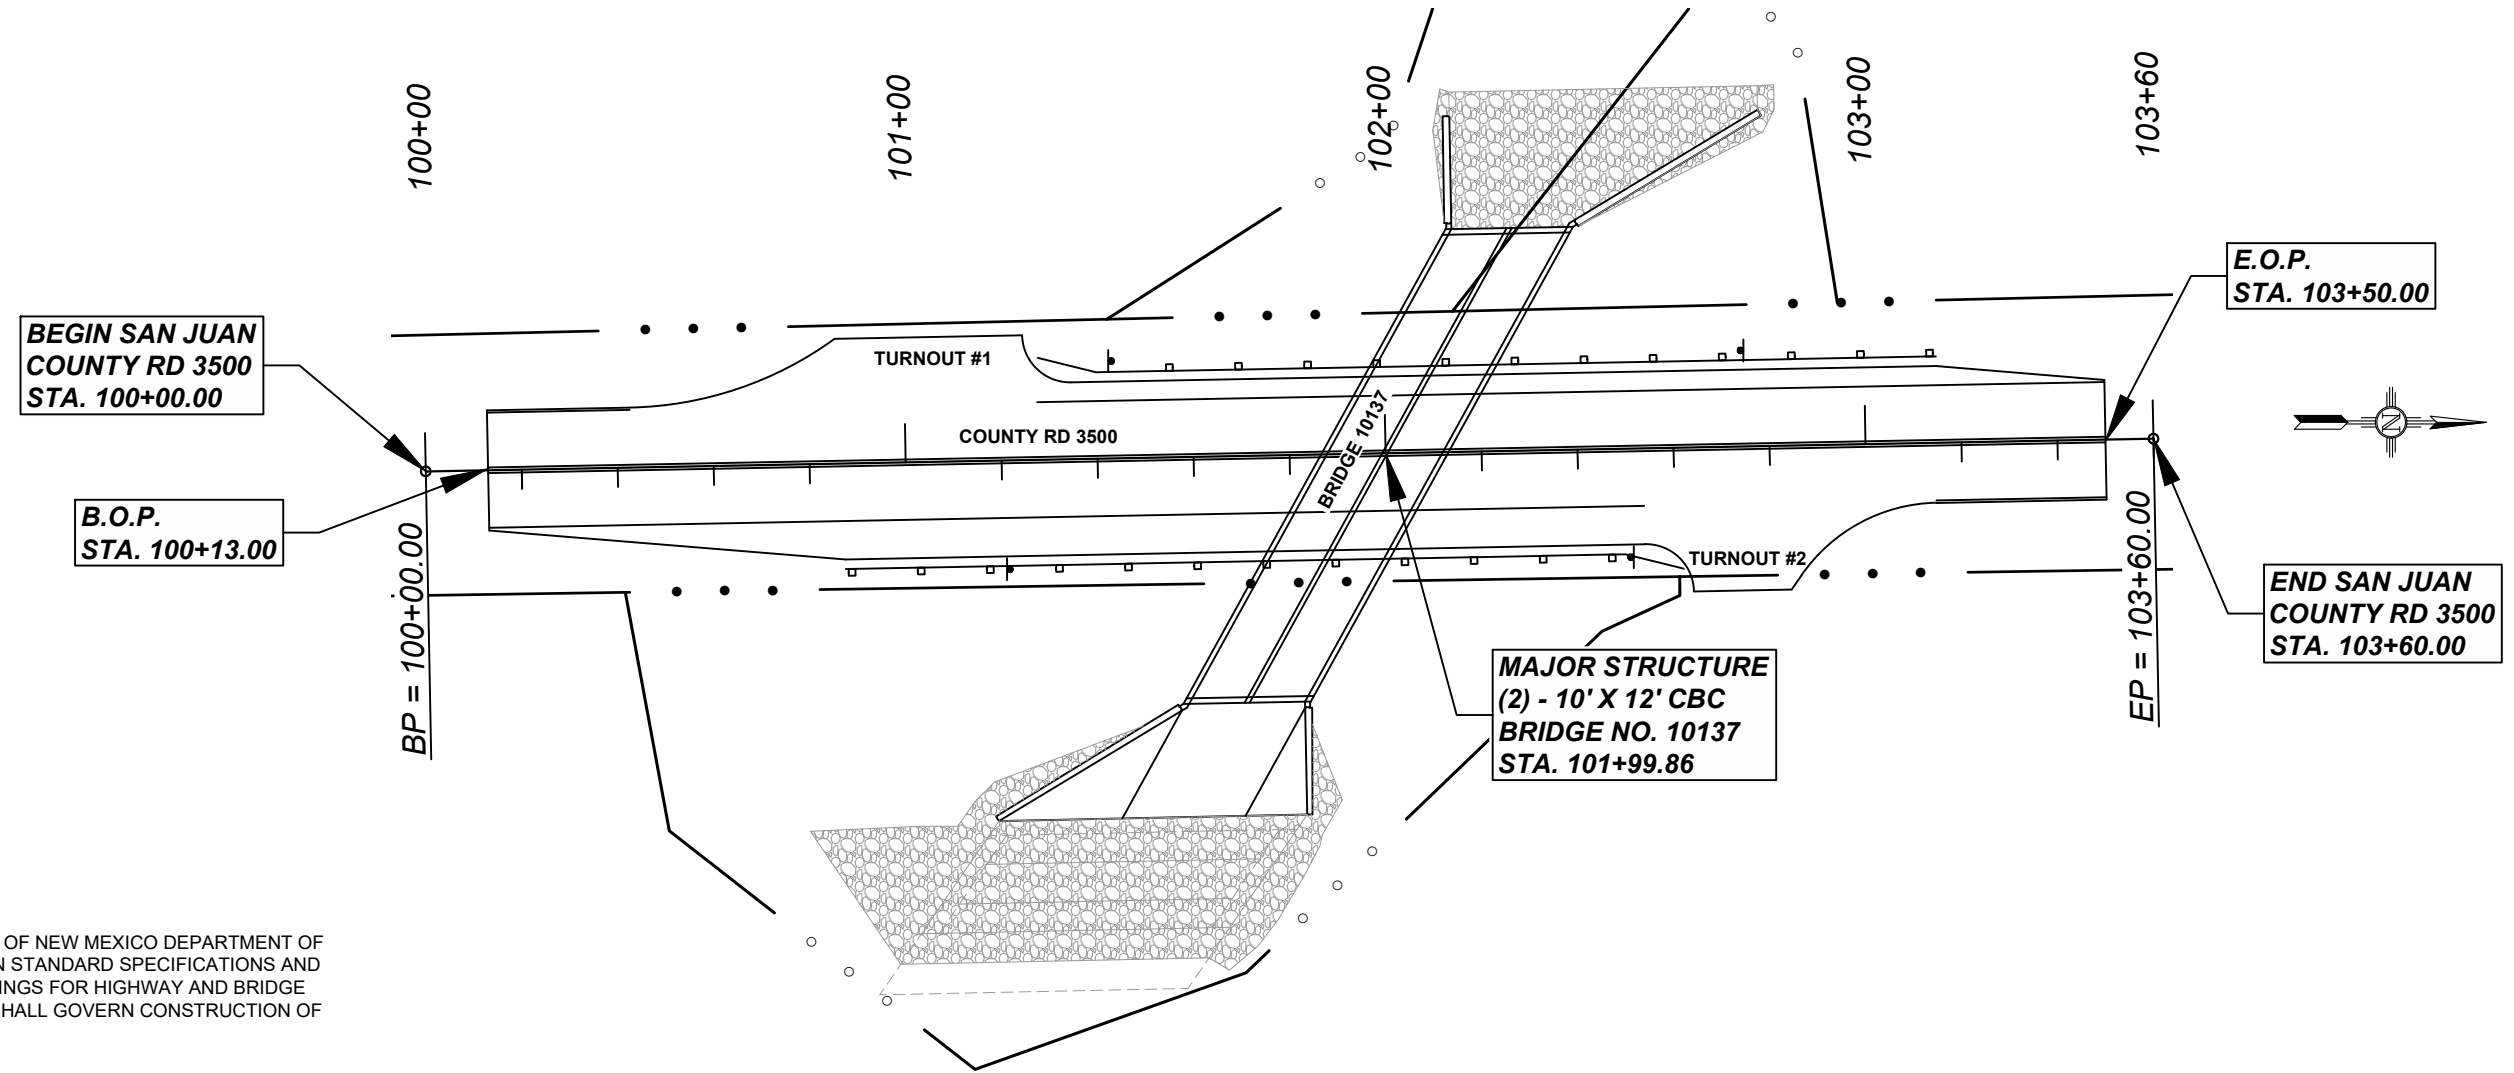 100+00
101+00
102+00
103+00
103+60
BEGIN SAN JUAN
COUNTY RD 3500
STA. 100+00.00
E.O.P.
STA. 103+50.00
TURNOUT #1
COUNTY RD 3500
BRIDGE 10137
N
B.O.P.
STA. 100+13.00
BP = 100+00.00
TURNOUT #2
EP = 103+60.00
END SAN JUAN
COUNTY RD 3500
STA. 103+60.00
MAJOR STRUCTURE
(2) - 10' X 12' CBC
BRIDGE NO. 10137
STA. 101+99.86
OF NEW MEXICO DEPARTMENT OF
STANDARD SPECIFICATIONS AND
FOR HIGHWAY AND BRIDGE
SHALL GOVERN CONSTRUCTION OF